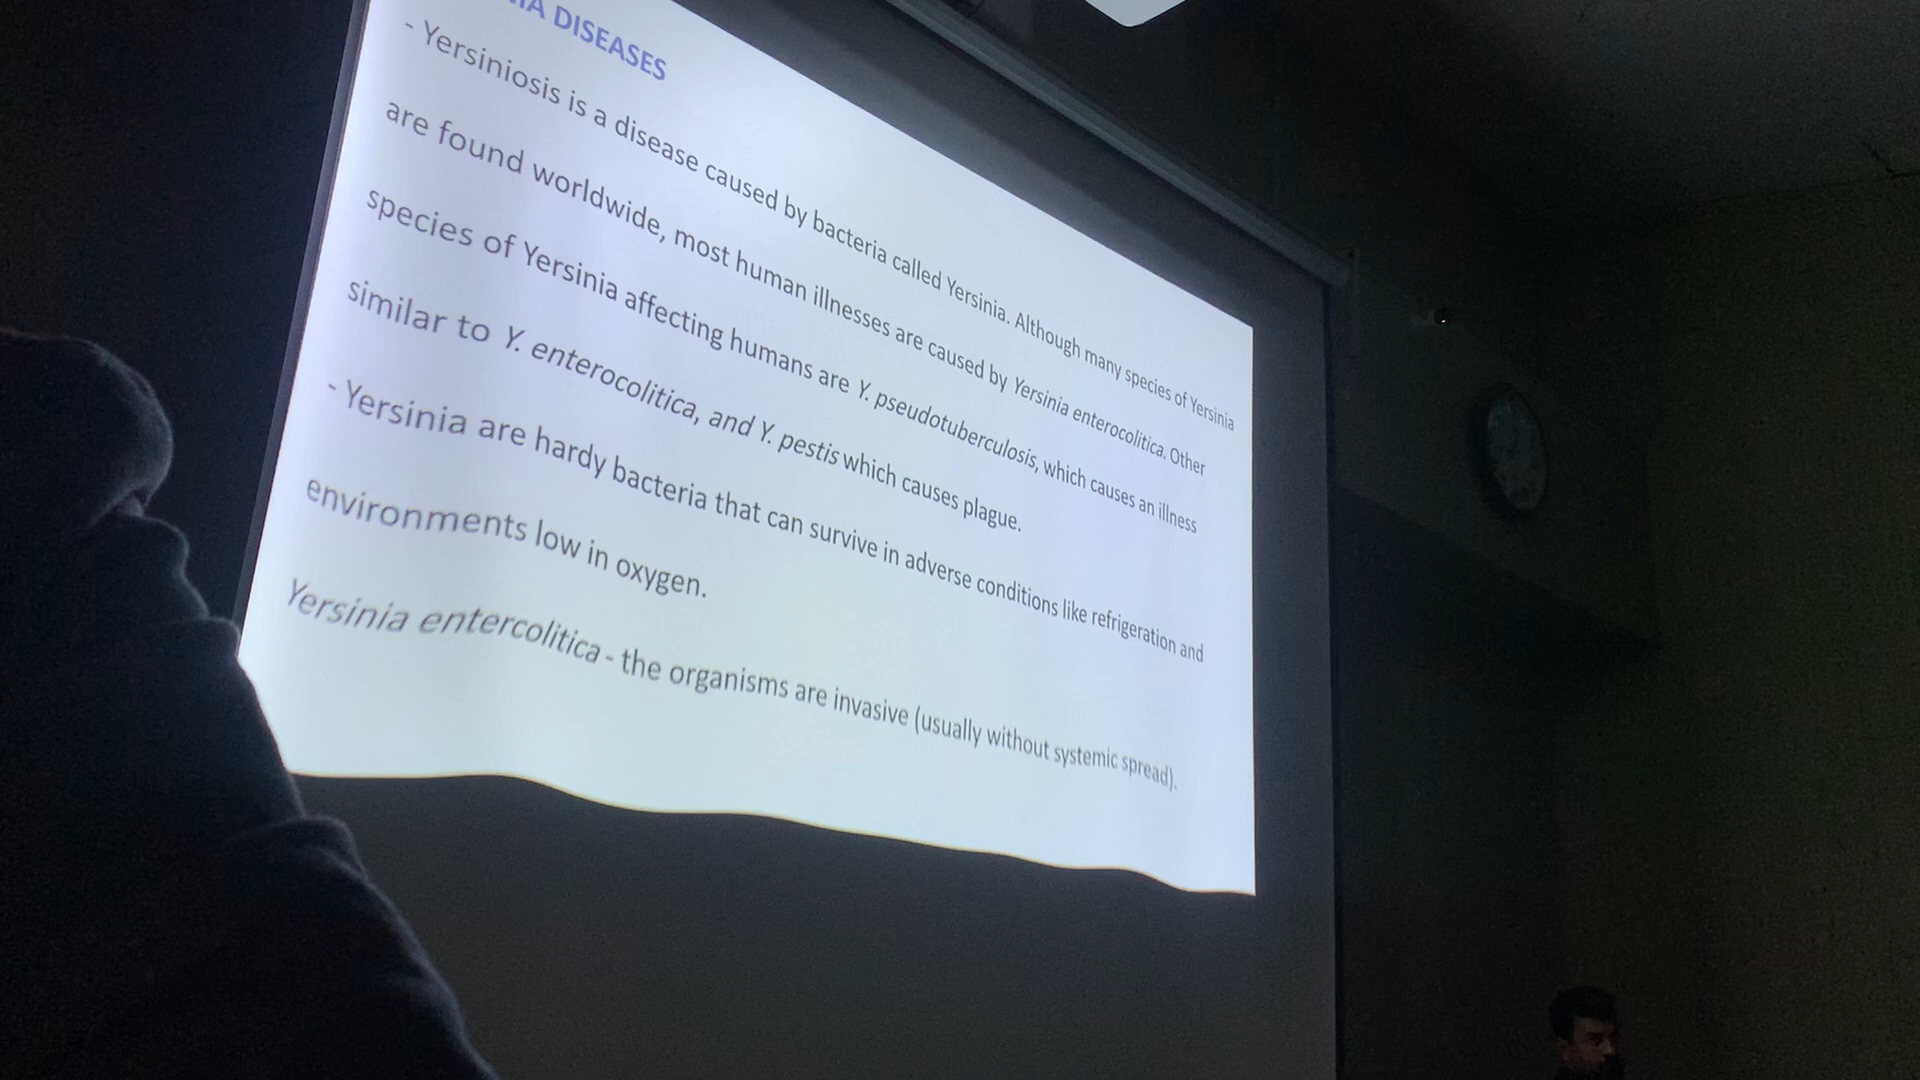 DISEASES
- Yersiniosis is a disease caused by bacteria called Yersinia. Although many species of Yersinia
are found worldwide, most human illnesses are caused by Yersinia enterocolitica. Other
species of Yersinia affecting humans are Y. pseudotuberculosis, which causes an illness
similar to Y. enterocolitica, and Y. pestis which causes plague.
- Yersinia are hardy bacteria that can survive in adverse conditions like refrigeration and
environments low in oxygen.
Yersinia entercolitica - the organisms are invasive (usually without systemic spread).